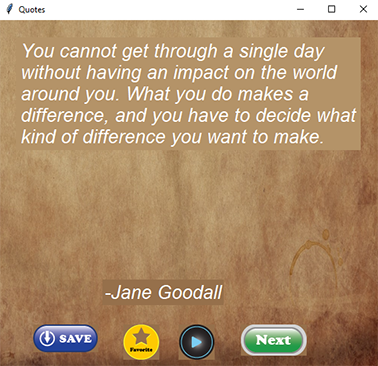 Quotes
You cannot get through a single day
without having an impact on the world
around you. What you do makes a
difference, and you have to decide what
kind of difference you want to make.
-Jane Goodall
SAVE
Favorite
Next